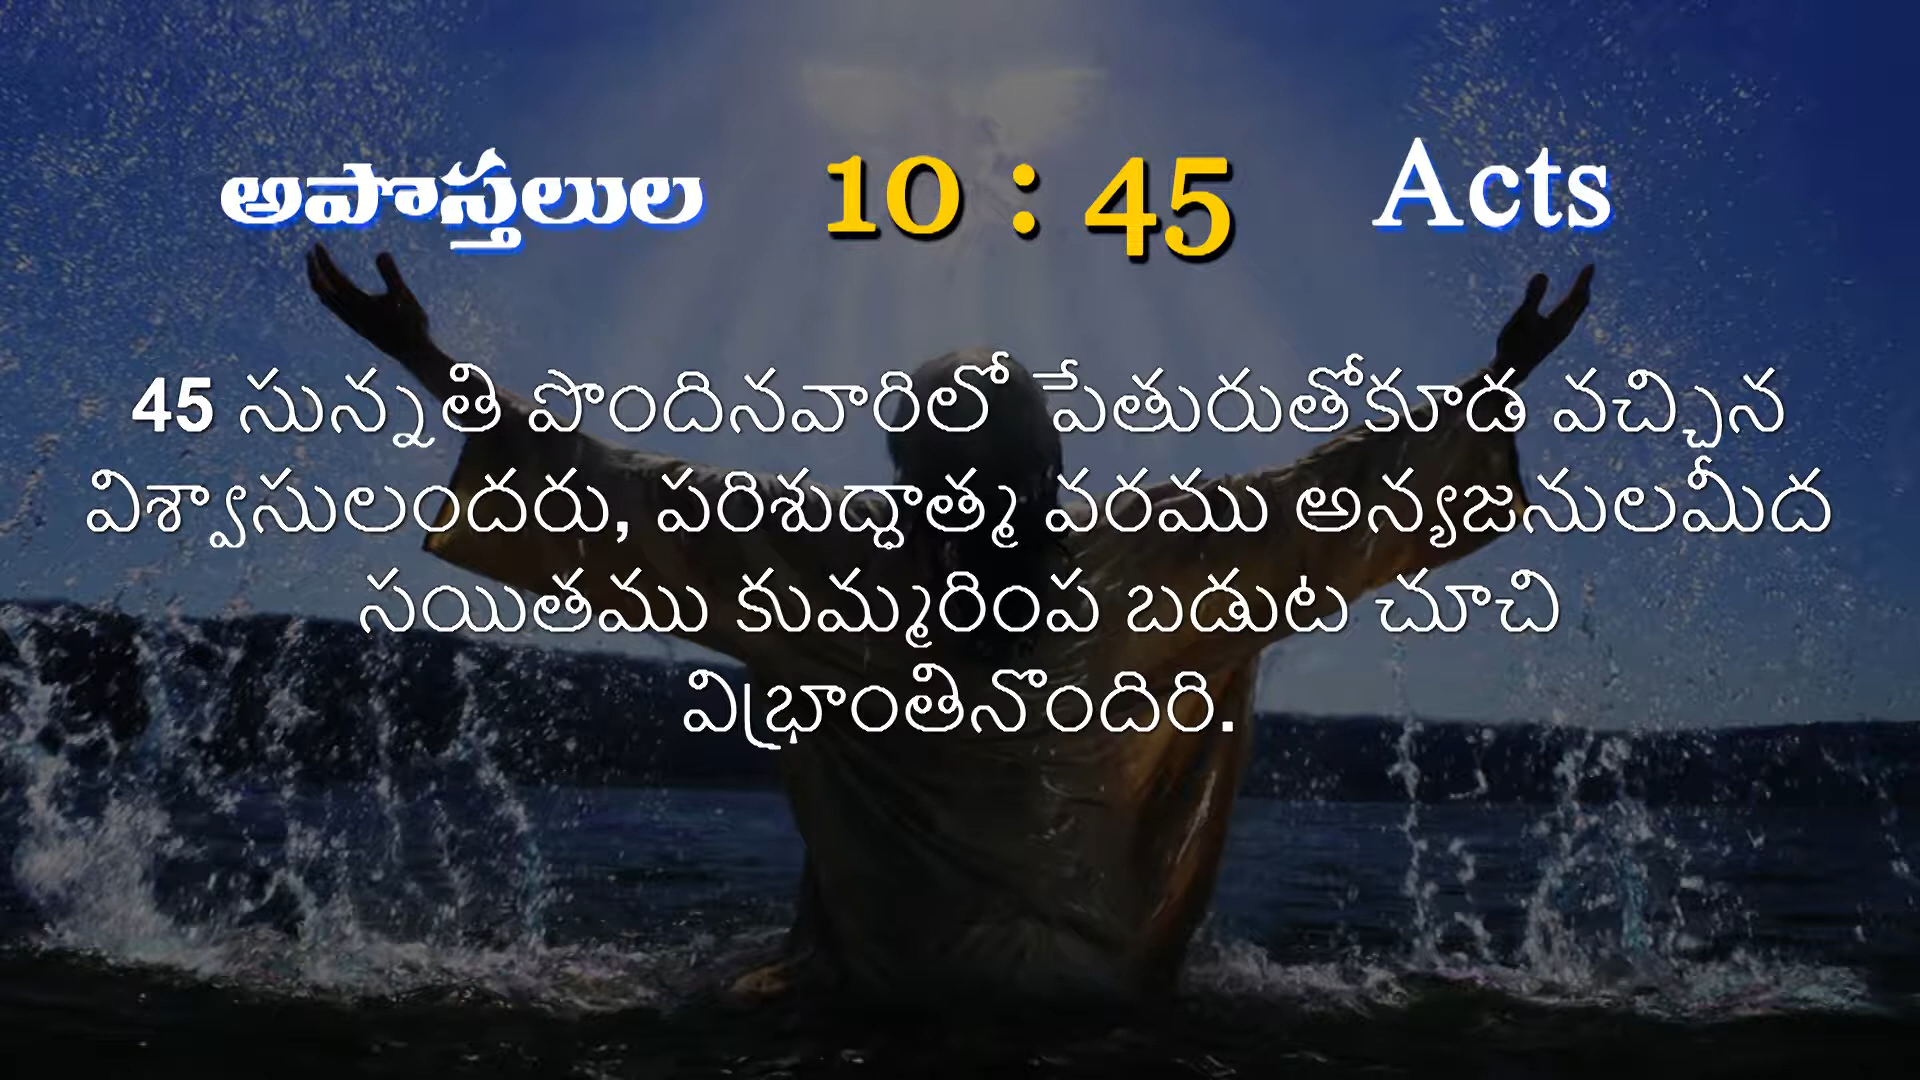 అపొస్తలుల 10 : 45 Acts
45 సున్నతి పొందినవారిలో పేతురుతోకూడ వచ్చిన
విశ్వాసులందరు, పరిశుద్ధాత్మ వరము అన్యజనులమీద
సయితము కుమ్మరింప బడుట చూచి
విభ్రాంతినొందిరి.